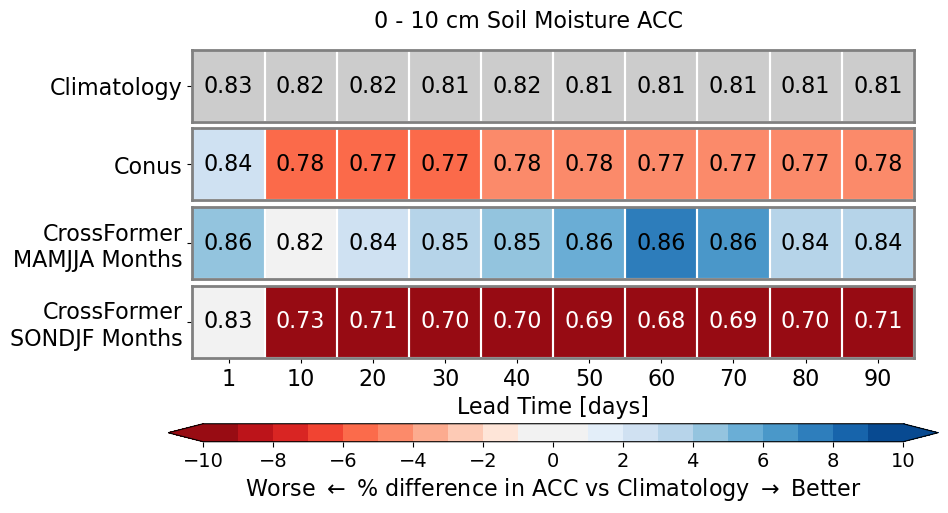 0 - 10 cm Soil Moisture ACC
Climatology 0.83 0.82 0.82 0.81 0.82 0.81 0.81 0.81 0.81 0.81
Conus 0.84 0.78 0.77 0.77 0.78 0.78 0.77 0.77 0.77 0.78
CrossFormer
MAMJJA Months 0.86 0.82 0.84 0.85 0.85 0.86 0.86 0.86 0.84 0.84
CrossFormer
SONDJF Months 0.83 0.73 0.71 0.70 0.70 0.69 0.68 0.69 0.70 0.71
1 10 20 30 40 50 60 70 80 90
Lead Time [days]
−10 −8 −6 −4 −2 0 2 4 6 8 10
Worse ← % difference in ACC vs Climatology → Better